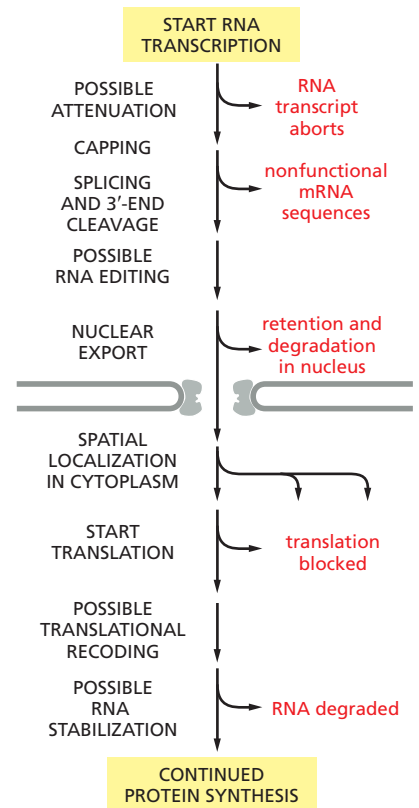 START RNA
TRANSCRIPTION
POSSIBLE
ATTENUATION
RNA
transcript
aborts
CAPPING
SPLICING
AND 3′-END
CLEAVAGE
nonfunctional
mRNA
sequences
POSSIBLE
RNA EDITING
NUCLEAR
EXPORT
retention and
degradation
in nucleus
SPATIAL
LOCALIZATION
IN CYTOPLASM
START
TRANSLATION
translation
blocked
POSSIBLE
TRANSLATIONAL
RECODING
POSSIBLE
RNA
STABILIZATION
RNA degraded
CONTINUED
PROTEIN SYNTHESIS